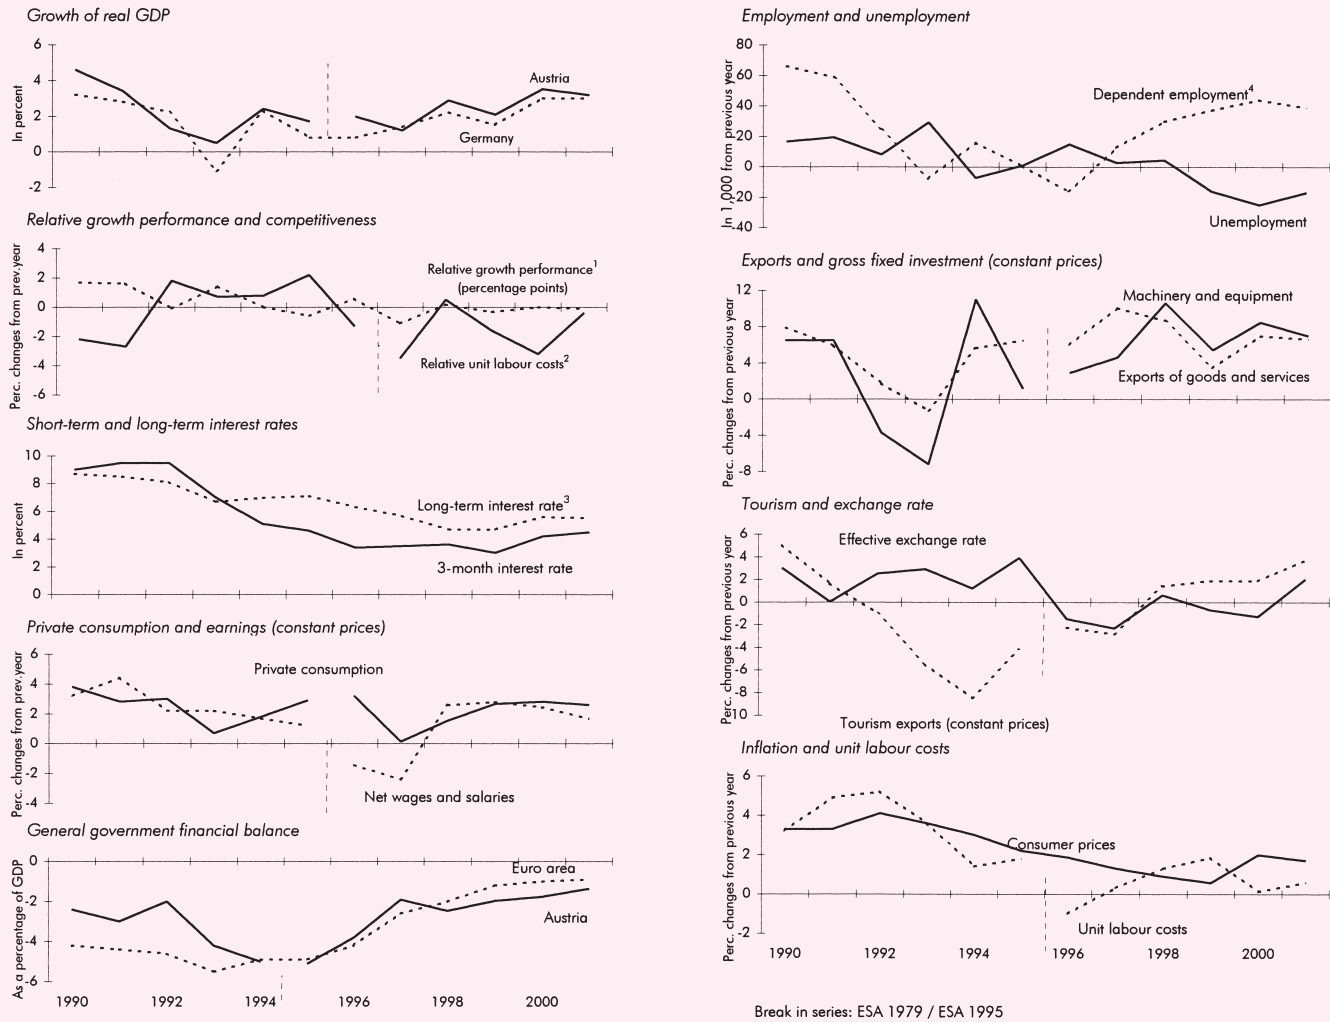 Growth of real GDP
In percent
6
4
2
0
-2
Austria
Germany
Relative growth performance and competitiveness
Perc. changes from prev.year
4
2
0
-2
-4
-6
Relative growth performance¹
(percentage points)
Relative unit labour costs²
Short-term and long-term interest rates
In percent
10
8
6
4
2
0
Long-term interest rate³
3-month interest rate
Private consumption and earnings (constant prices)
Perc. changes from prev.year
6
4
2
0
-2
-4
Private consumption
Net wages and salaries
General government financial balance
As a percentage of GDP
0
-2
-4
-6
Euro area
Austria
1990 1992 1994 1996 1998 2000
Employment and unemployment
In 1,000 from previous year
80
60
40
20
0
-20
-40
Dependent employment⁴
Unemployment
Exports and gross fixed investment (constant prices)
Perc. changes from previous year
12
8
4
0
-4
-8
Machinery and equipment
Exports of goods and services
Tourism and exchange rate
Perc. changes from previous year
6
4
2
0
-2
-4
-6
-8
-10
Effective exchange rate
Tourism exports (constant prices)
Inflation and unit labour costs
Perc. changes from previous year
6
4
2
0
-2
Consumer prices
Unit labour costs
1990 1992 1994 1996 1998 2000
Break in series: ESA 1979 / ESA 1995